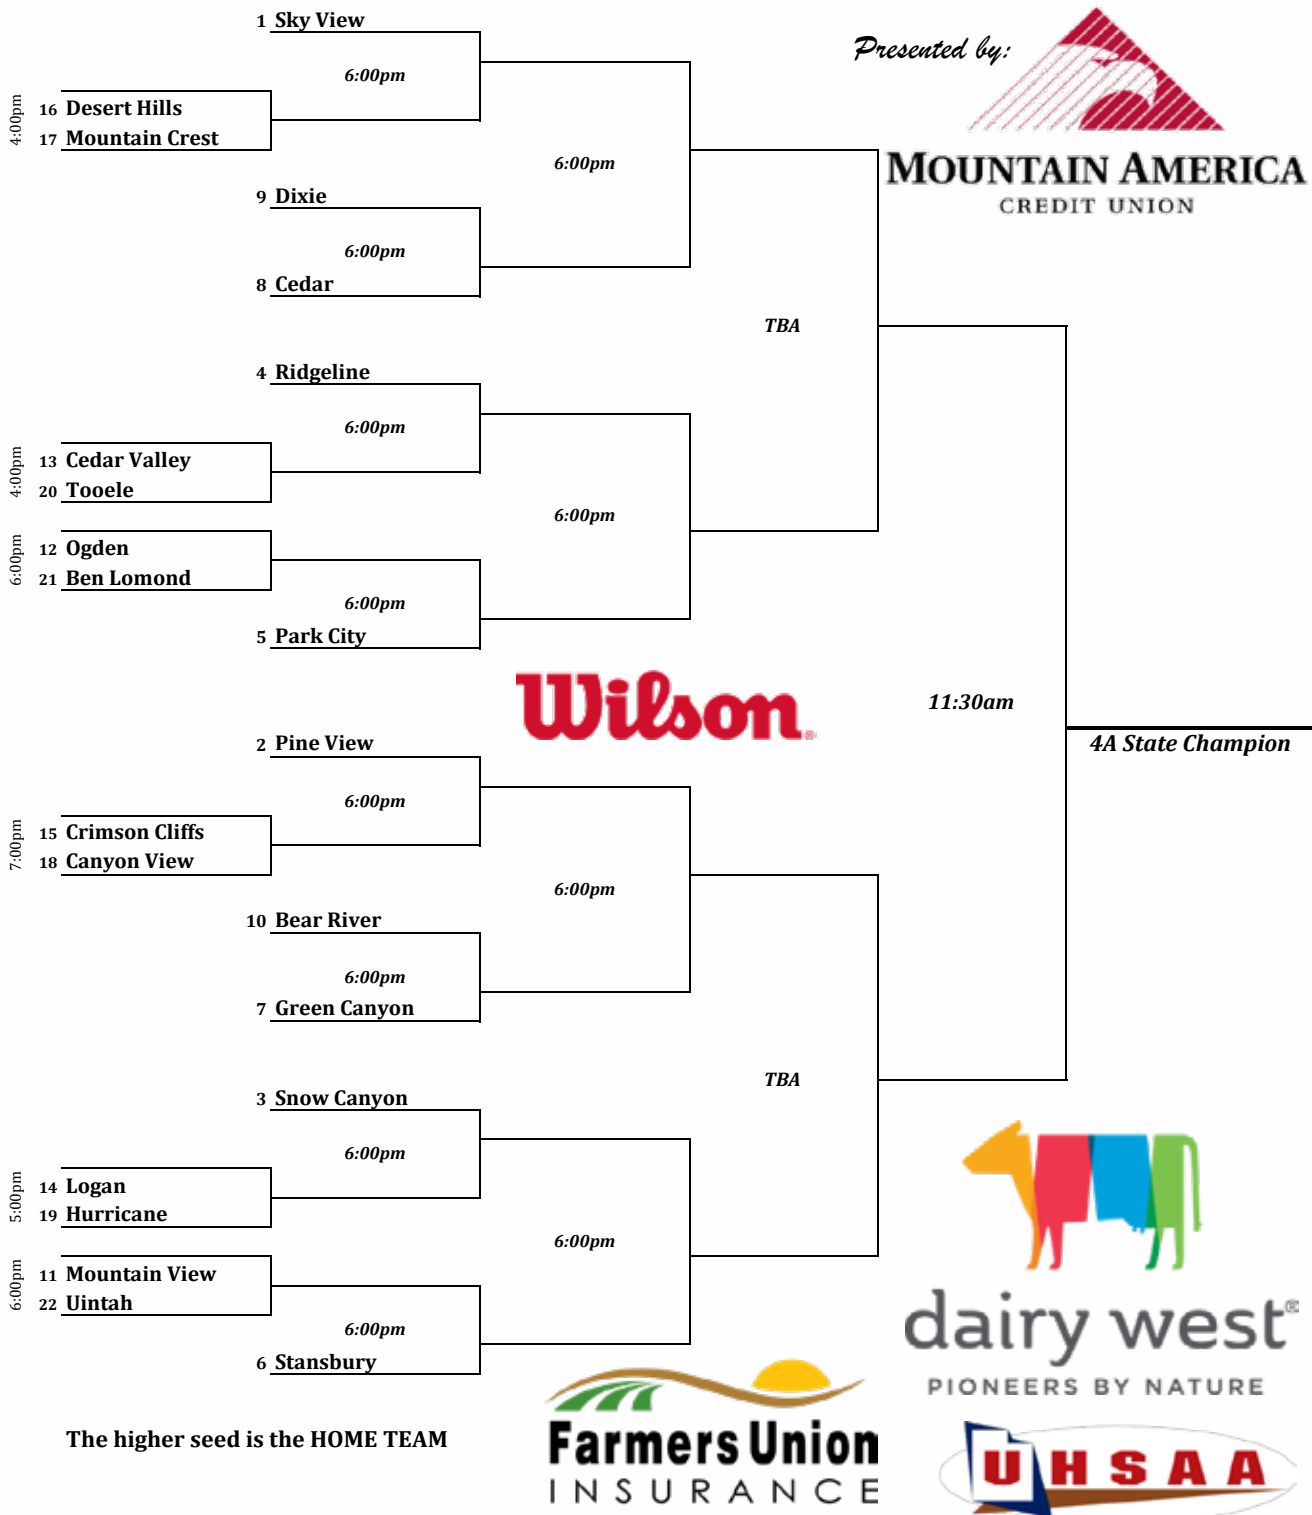 1 Sky View
Presented by:
6:00pm
4:00pm
16 Desert Hills
17 Mountain Crest
MOUNTAIN AMERICA
CREDIT UNION
6:00pm
9 Dixie
6:00pm
8 Cedar
TBA
4 Ridgeline
6:00pm
4:00pm
13 Cedar Valley
20 Tooele
6:00pm
6:00pm
12 Ogden
21 Ben Lomond
6:00pm
5 Park City
Wilson®
11:30am
2 Pine View
4A State Champion
6:00pm
7:00pm
15 Crimson Cliffs
18 Canyon View
6:00pm
10 Bear River
6:00pm
7 Green Canyon
TBA
3 Snow Canyon
6:00pm
5:00pm
14 Logan
19 Hurricane
6:00pm
6:00pm
11 Mountain View
22 Uintah
6:00pm
6 Stansbury
dairy west®
PIONEERS BY NATURE
The higher seed is the HOME TEAM
Farmers Union
INSURANCE
UHSAA